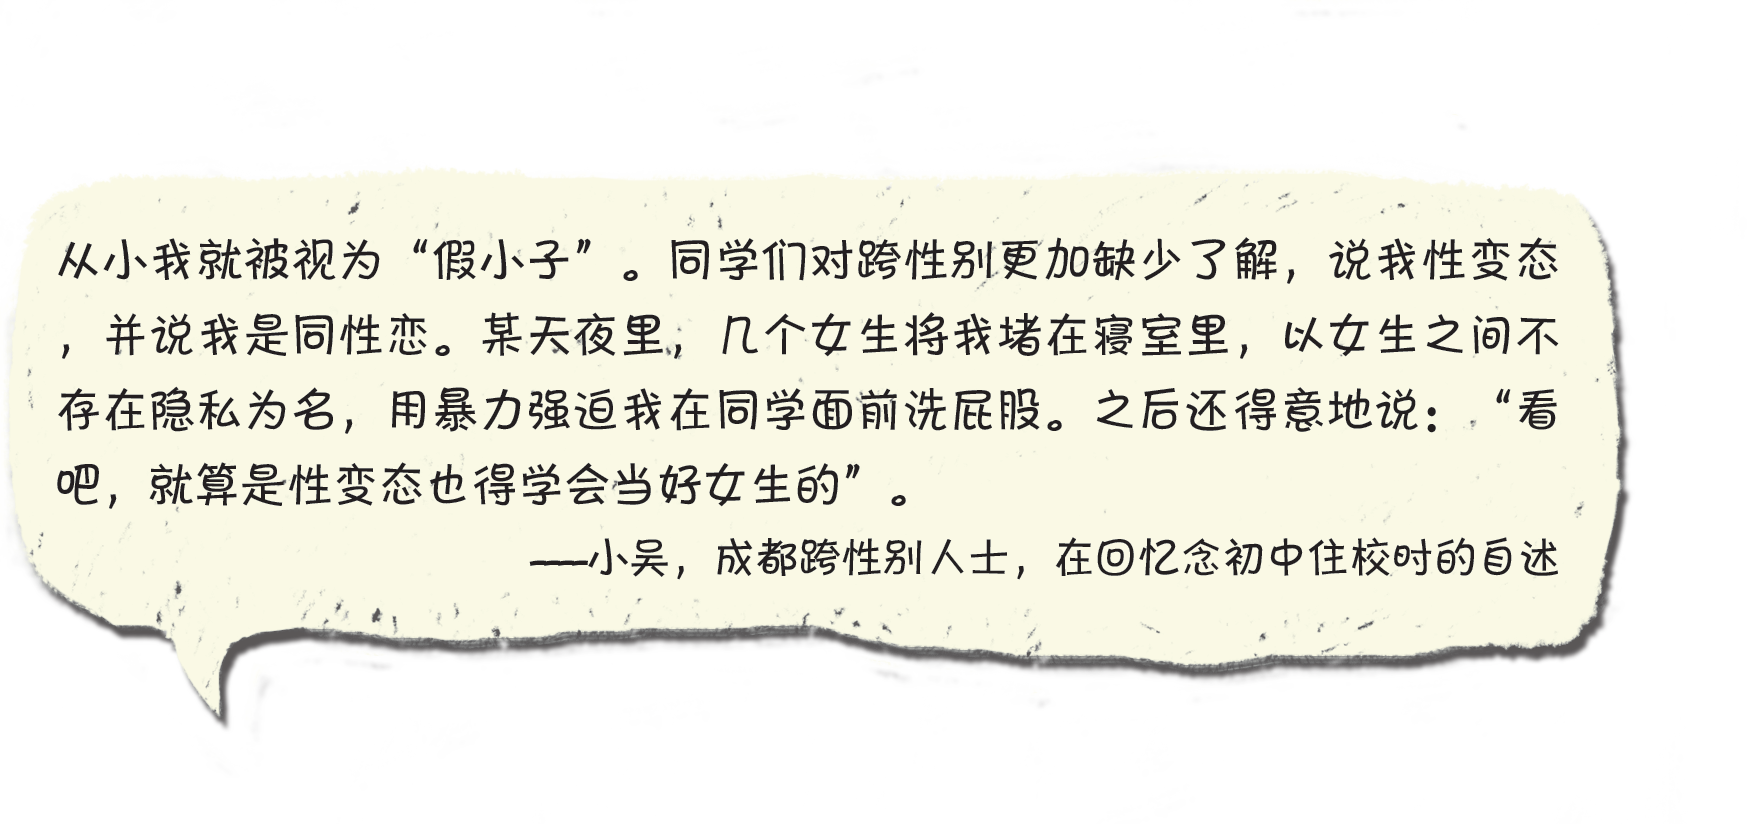 从小我就被视为“假小子”。同学们对跨性别更加缺少了解，说我性变态
，并说我是同性恋。某天夜里，几个女生将我堵在寝室里，以女生之间不
存在隐私为名，用暴力强迫我在同学面前洗屁股。之后还得意地说：“看
吧，就算是性变态也得学会当好女生的”。
——小吴，成都跨性别人士，在回忆念初中住校时的自述